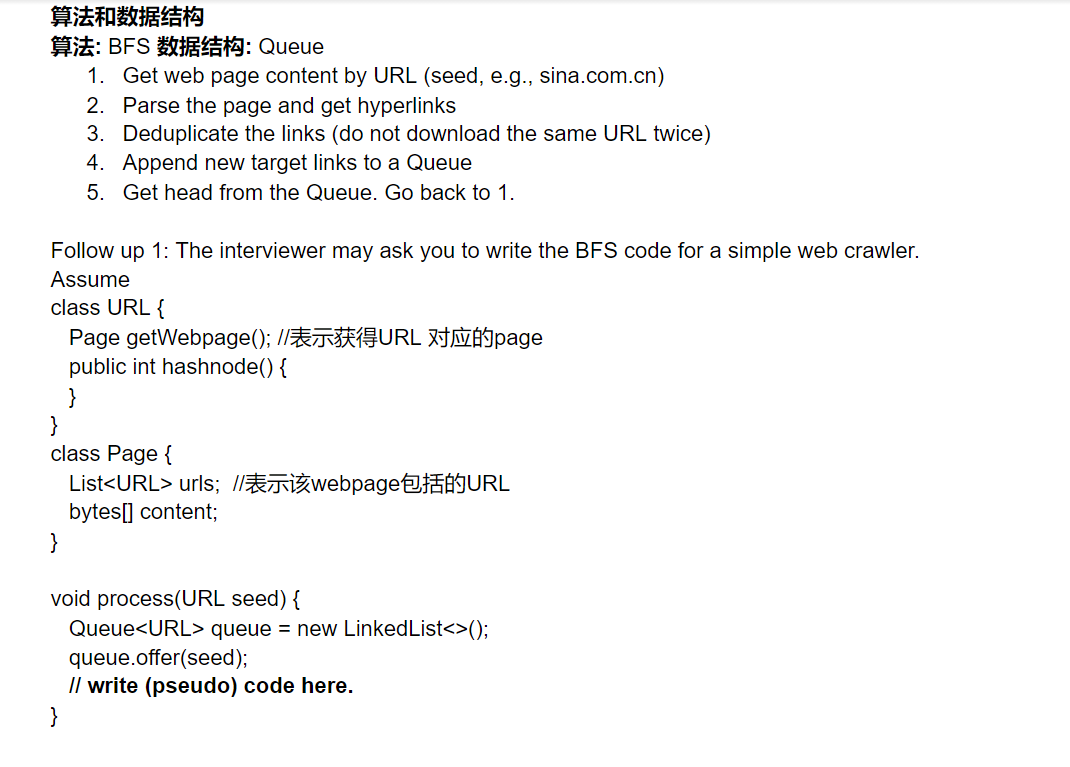 算法和数据结构
算法: BFS 数据结构: Queue
1. Get web page content by URL (seed, e.g., sina.com.cn)
2. Parse the page and get hyperlinks
3. Deduplicate the links (do not download the same URL twice)
4. Append new target links to a Queue
5. Get head from the Queue. Go back to 1.
Follow up 1: The interviewer may ask you to write the BFS code for a simple web crawler.
Assume
class URL {
Page getWebpage(); //表示获得URL 对应的page
public int hashnode() {
}
}
class Page {
List<URL> urls; //表示该webpage包括的URL
bytes[] content;
}
void process(URL seed) {
Queue<URL> queue = new LinkedList<>();
queue.offer(seed);
// write (pseudo) code here.
}